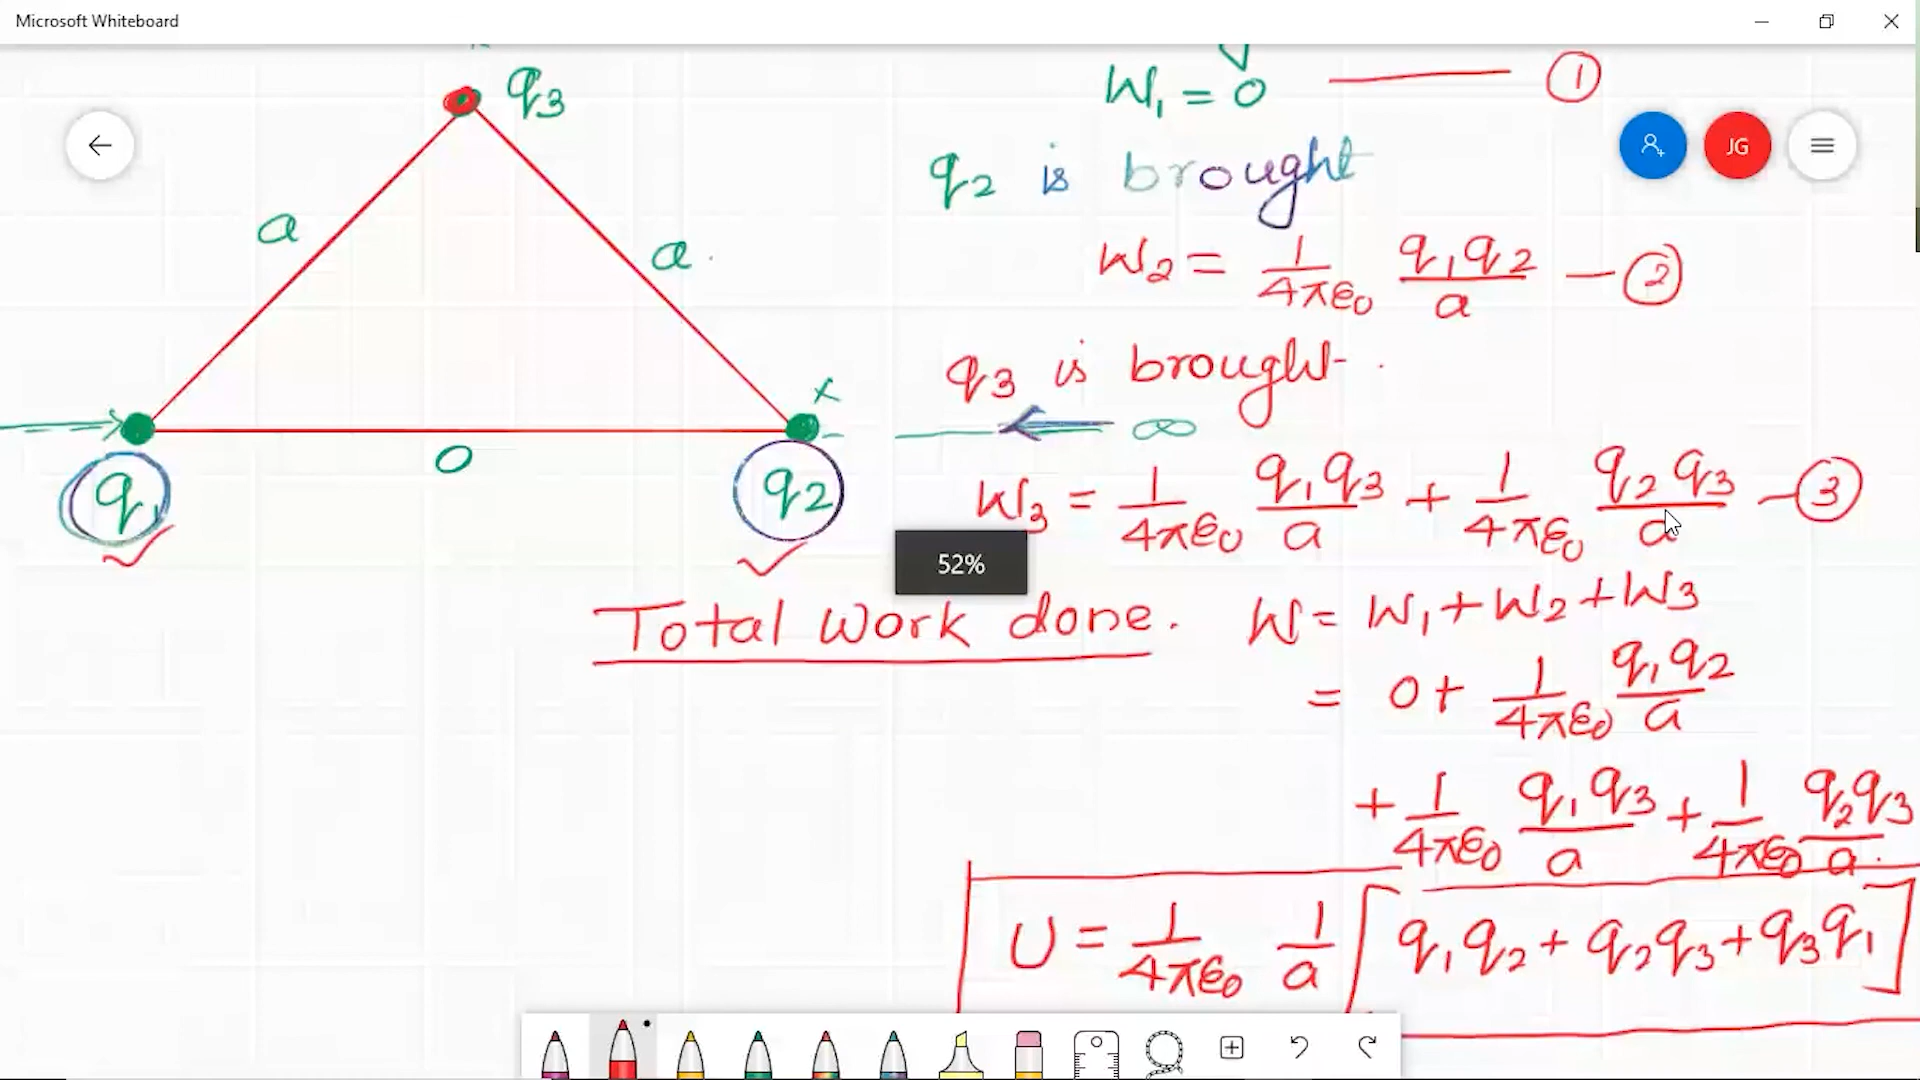 Microsoft Whiteboard
q3
W₁ = 0 ——— ①
JG
q2 is brought
a
a.
W₂ = 1/4πε₀ q₁q₂/a — ②
q3 is brought.
x
∞
0
q₁
q2
W₃ = 1/4πε₀ q₁q₃/a + 1/4πε₀ q₂q₃/a — ③
52%
Total work done. W = W₁ + W₂ + W₃
= 0 + 1/4πε₀ q₁q₂/a
+ 1/4πε₀ q₁q₃/a + 1/4πε₀ q₂q₃/a.
U = 1/4πε₀ 1/a [q₁q₂ + q₂q₃ + q₃q₁]